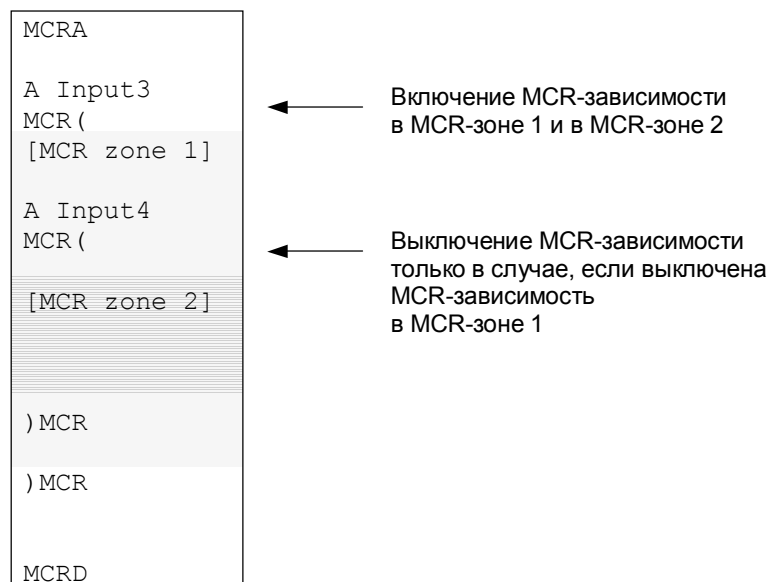 MCRA
A Input3
MCR(
[MCR zone 1]
Включение MCR-зависимости
в MCR-зоне 1 и в MCR-зоне 2
A Input4
MCR(
[MCR zone 2]
Выключение MCR-зависимости
только в случае, если выключена
MCR-зависимость
в MCR-зоне 1
)MCR
)MCR
MCRD